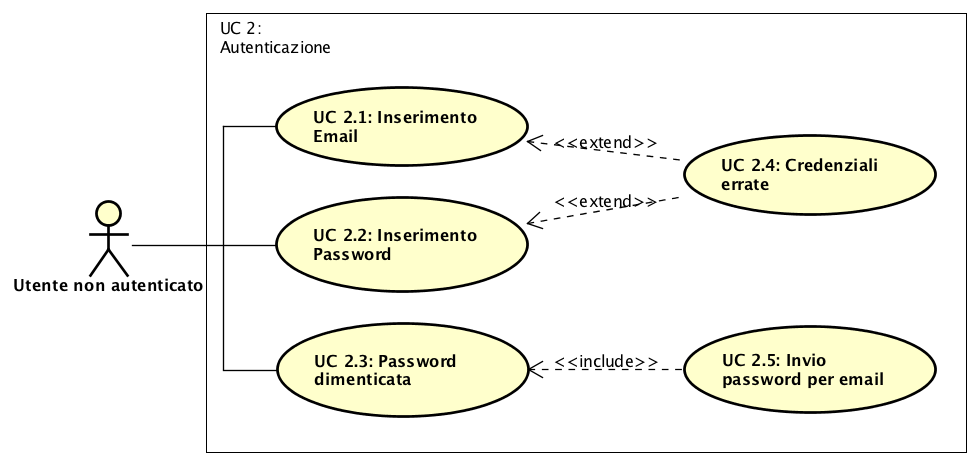 UC 2:
Autenticazione
UC 2.1: Inserimento
Email
<<extend>>
UC 2.4: Credenziali
errate
<<extend>>
UC 2.2: Inserimento
Password
Utente non autenticato
UC 2.3: Password
dimenticata
<<include>>
UC 2.5: Invio
password per email